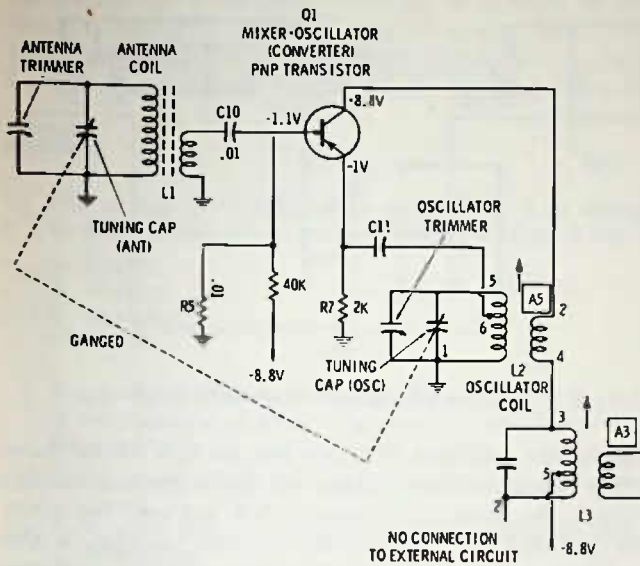 Q1
MIXER-OSCILLATOR
(CONVERTER)
PNP TRANSISTOR
ANTENNA
TRIMMER
ANTENNA
COIL
C10
-1.1V
-8.8V
.01
-1V
L1
TUNING CAP
(ANT)
C11
OSCILLATOR
TRIMMER
R5
.01
40K
R7
2K
5
6
1
A5
2
4
GANGED
-8.8V
TUNING
CAP (OSC)
L2
OSCILLATOR
COIL
3
A3
5
2
L3
NO CONNECTION
TO EXTERNAL CIRCUIT
-8.8V